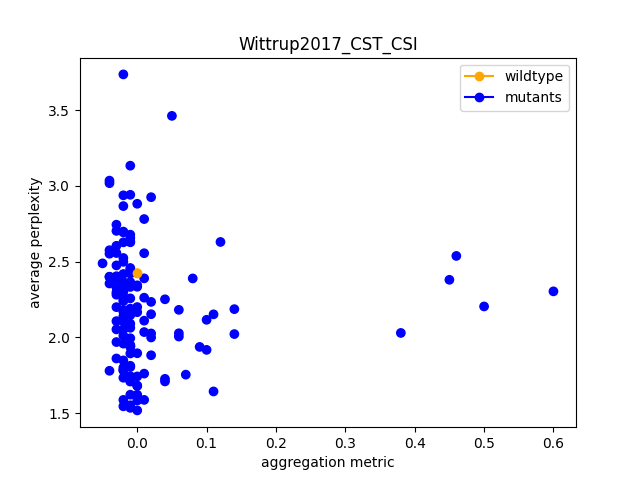 Wittrup2017_CST_CSI
wildtype
mutants
average perplexity
3.5
3.0
2.5
2.0
1.5
0.0 0.1 0.2 0.3 0.4 0.5 0.6
aggregation metric